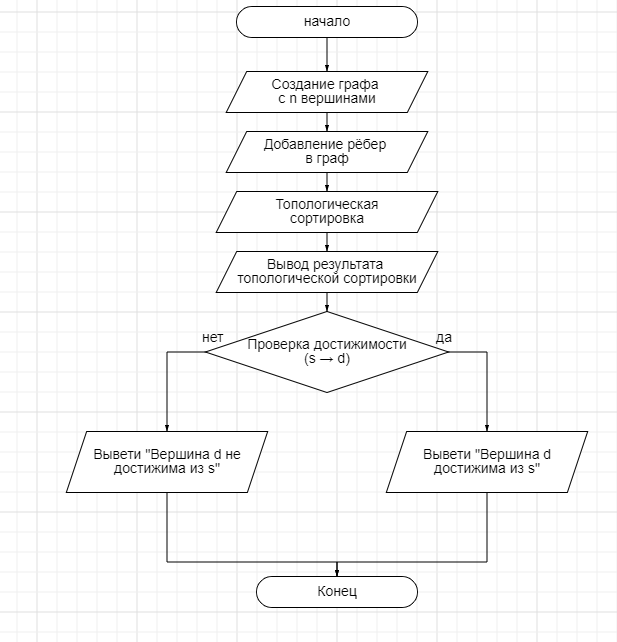 начало
Создание графа
с n вершинами
Добавление рёбер
в граф
Топологическая
сортировка
Вывод результата
топологической сортировки
нет
да
Проверка достижимости
(s → d)
Вывети "Вершина d не
достижима из s"
Вывети "Вершина d
достижима из s"
Конец